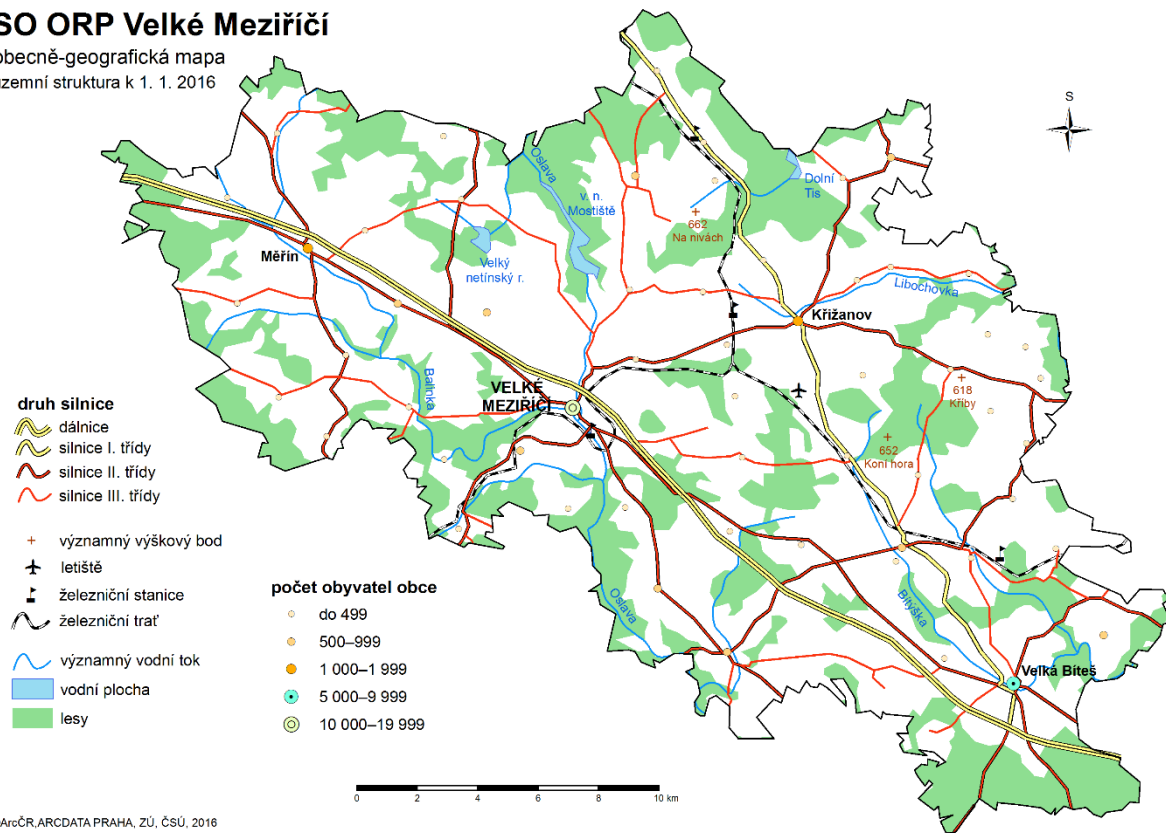 SO ORP Velké Meziříčí
obecně-geografická mapa
územní struktura k 1. 1. 2016
S
Oslava
v. n.
Mostiště
Dolní
Tis
662
Na nivách
Měřín
Velký
netínský r.
Libochovka
Křižanov
Balinka
VELKÉ
MEZIŘÍČÍ
618
Křiby
652
Koní hora
druh silnice
dálnice
silnice I. třídy
silnice II. třídy
silnice III. třídy
významný výškový bod
letiště
železniční stanice
železniční trať
významný vodní tok
vodní plocha
lesy
počet obyvatel obce
do 499
500–999
1 000–1 999
5 000–9 999
10 000–19 999
Oslava
Bítýška
Velká Bíteš
0 2 4 6 8 10 km
ArcČR,ARCDATA PRAHA, ZÚ, ČSÚ, 2016